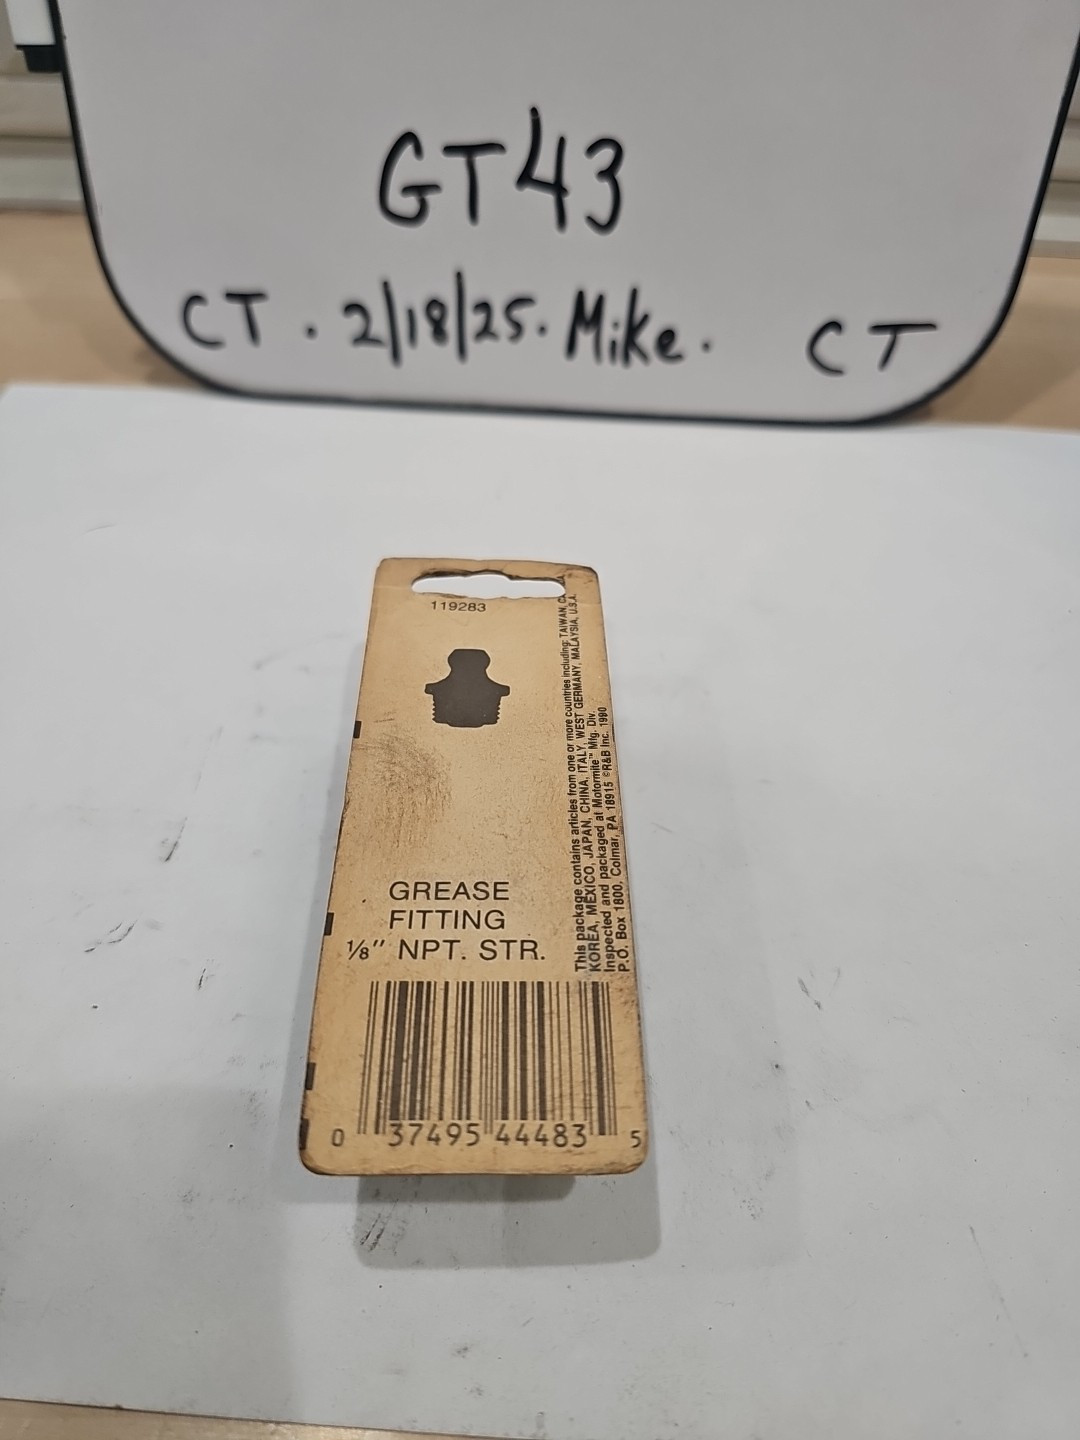 GT43
CT. 2/18/25. Mike. CT
119283
GREASE
FITTING
1/8" NPT. STR.
This package contains articles from one or more countries including: TAIWAN,
KOREA, MEXICO, JAPAN, CHINA, ITALY, WEST GERMANY, MALAYSIA, U.S.A.
Inspected and packaged at Motormite™ Mfg. Div.
P.O. Box 1800, Colmar, PA 18915 ©R&B Inc. 1990
0 37495 44483 5